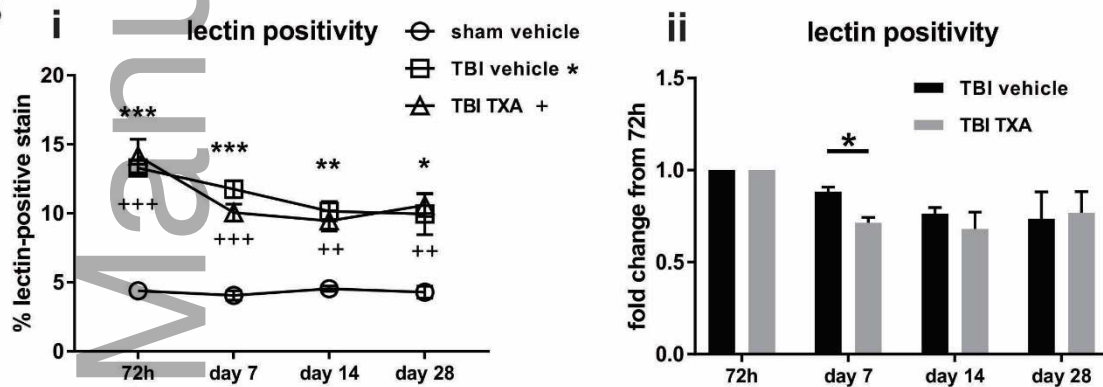 i
lectin positivity
sham vehicle
TBI vehicle *
TBI TXA +
% lectin-positive stain
20
15
10
5
0
***
***
**
*
+++
+++
++
++
72h
day 7
day 14
day 28
Manu
ii
lectin positivity
TBI vehicle
TBI TXA
fold change from 72h
1.5
1.0
0.5
0.0
*
72h
day 7
day 14
day 28